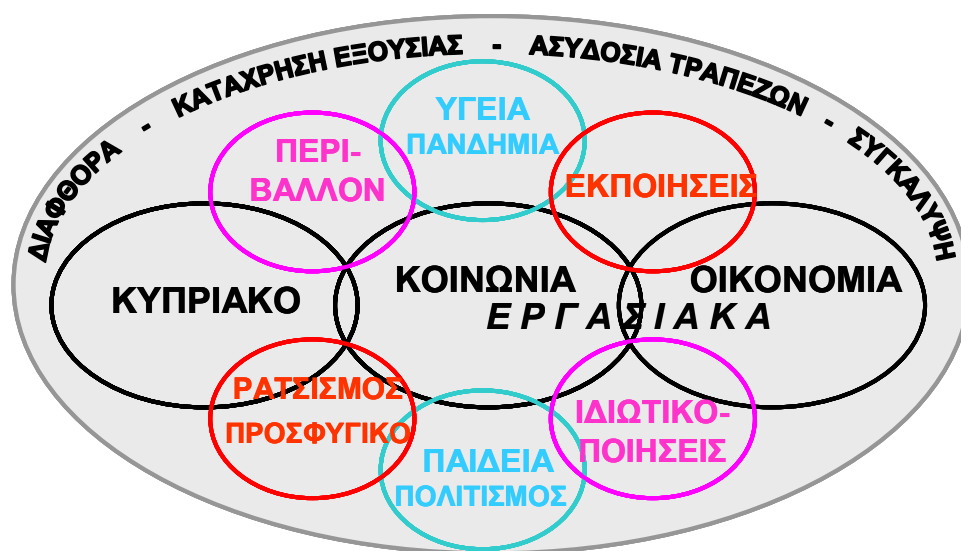 ΔΙΑΦΘΟΡΑ - ΚΑΤΑΧΡΗΣΗ ΕΞΟΥΣΙΑΣ - ΑΣΥΔΟΣΙΑ ΤΡΑΠΕΖΩΝ - ΣΥΓΚΑΛΥΨΗ
ΥΓΕΙΑ
ΠΑΝΔΗΜΙΑ
ΠΕΡΙ-
ΒΑΛΛΟΝ
ΕΚΠΟΙΗΣΕΙΣ
ΚΥΠΡΙΑΚΟ
ΚΟΙΝΩΝΙΑ
ΟΙΚΟΝΟΜΙΑ
ΕΡΓΑΣΙΑΚΑ
ΡΑΤΣΙΣΜΟΣ
ΠΡΟΣΦΥΓΙΚΟ
ΠΑΙΔΕΙΑ
ΠΟΛΙΤΙΣΜΟΣ
ΙΔΙΩΤΙΚΟ-
ΠΟΙΗΣΕΙΣ